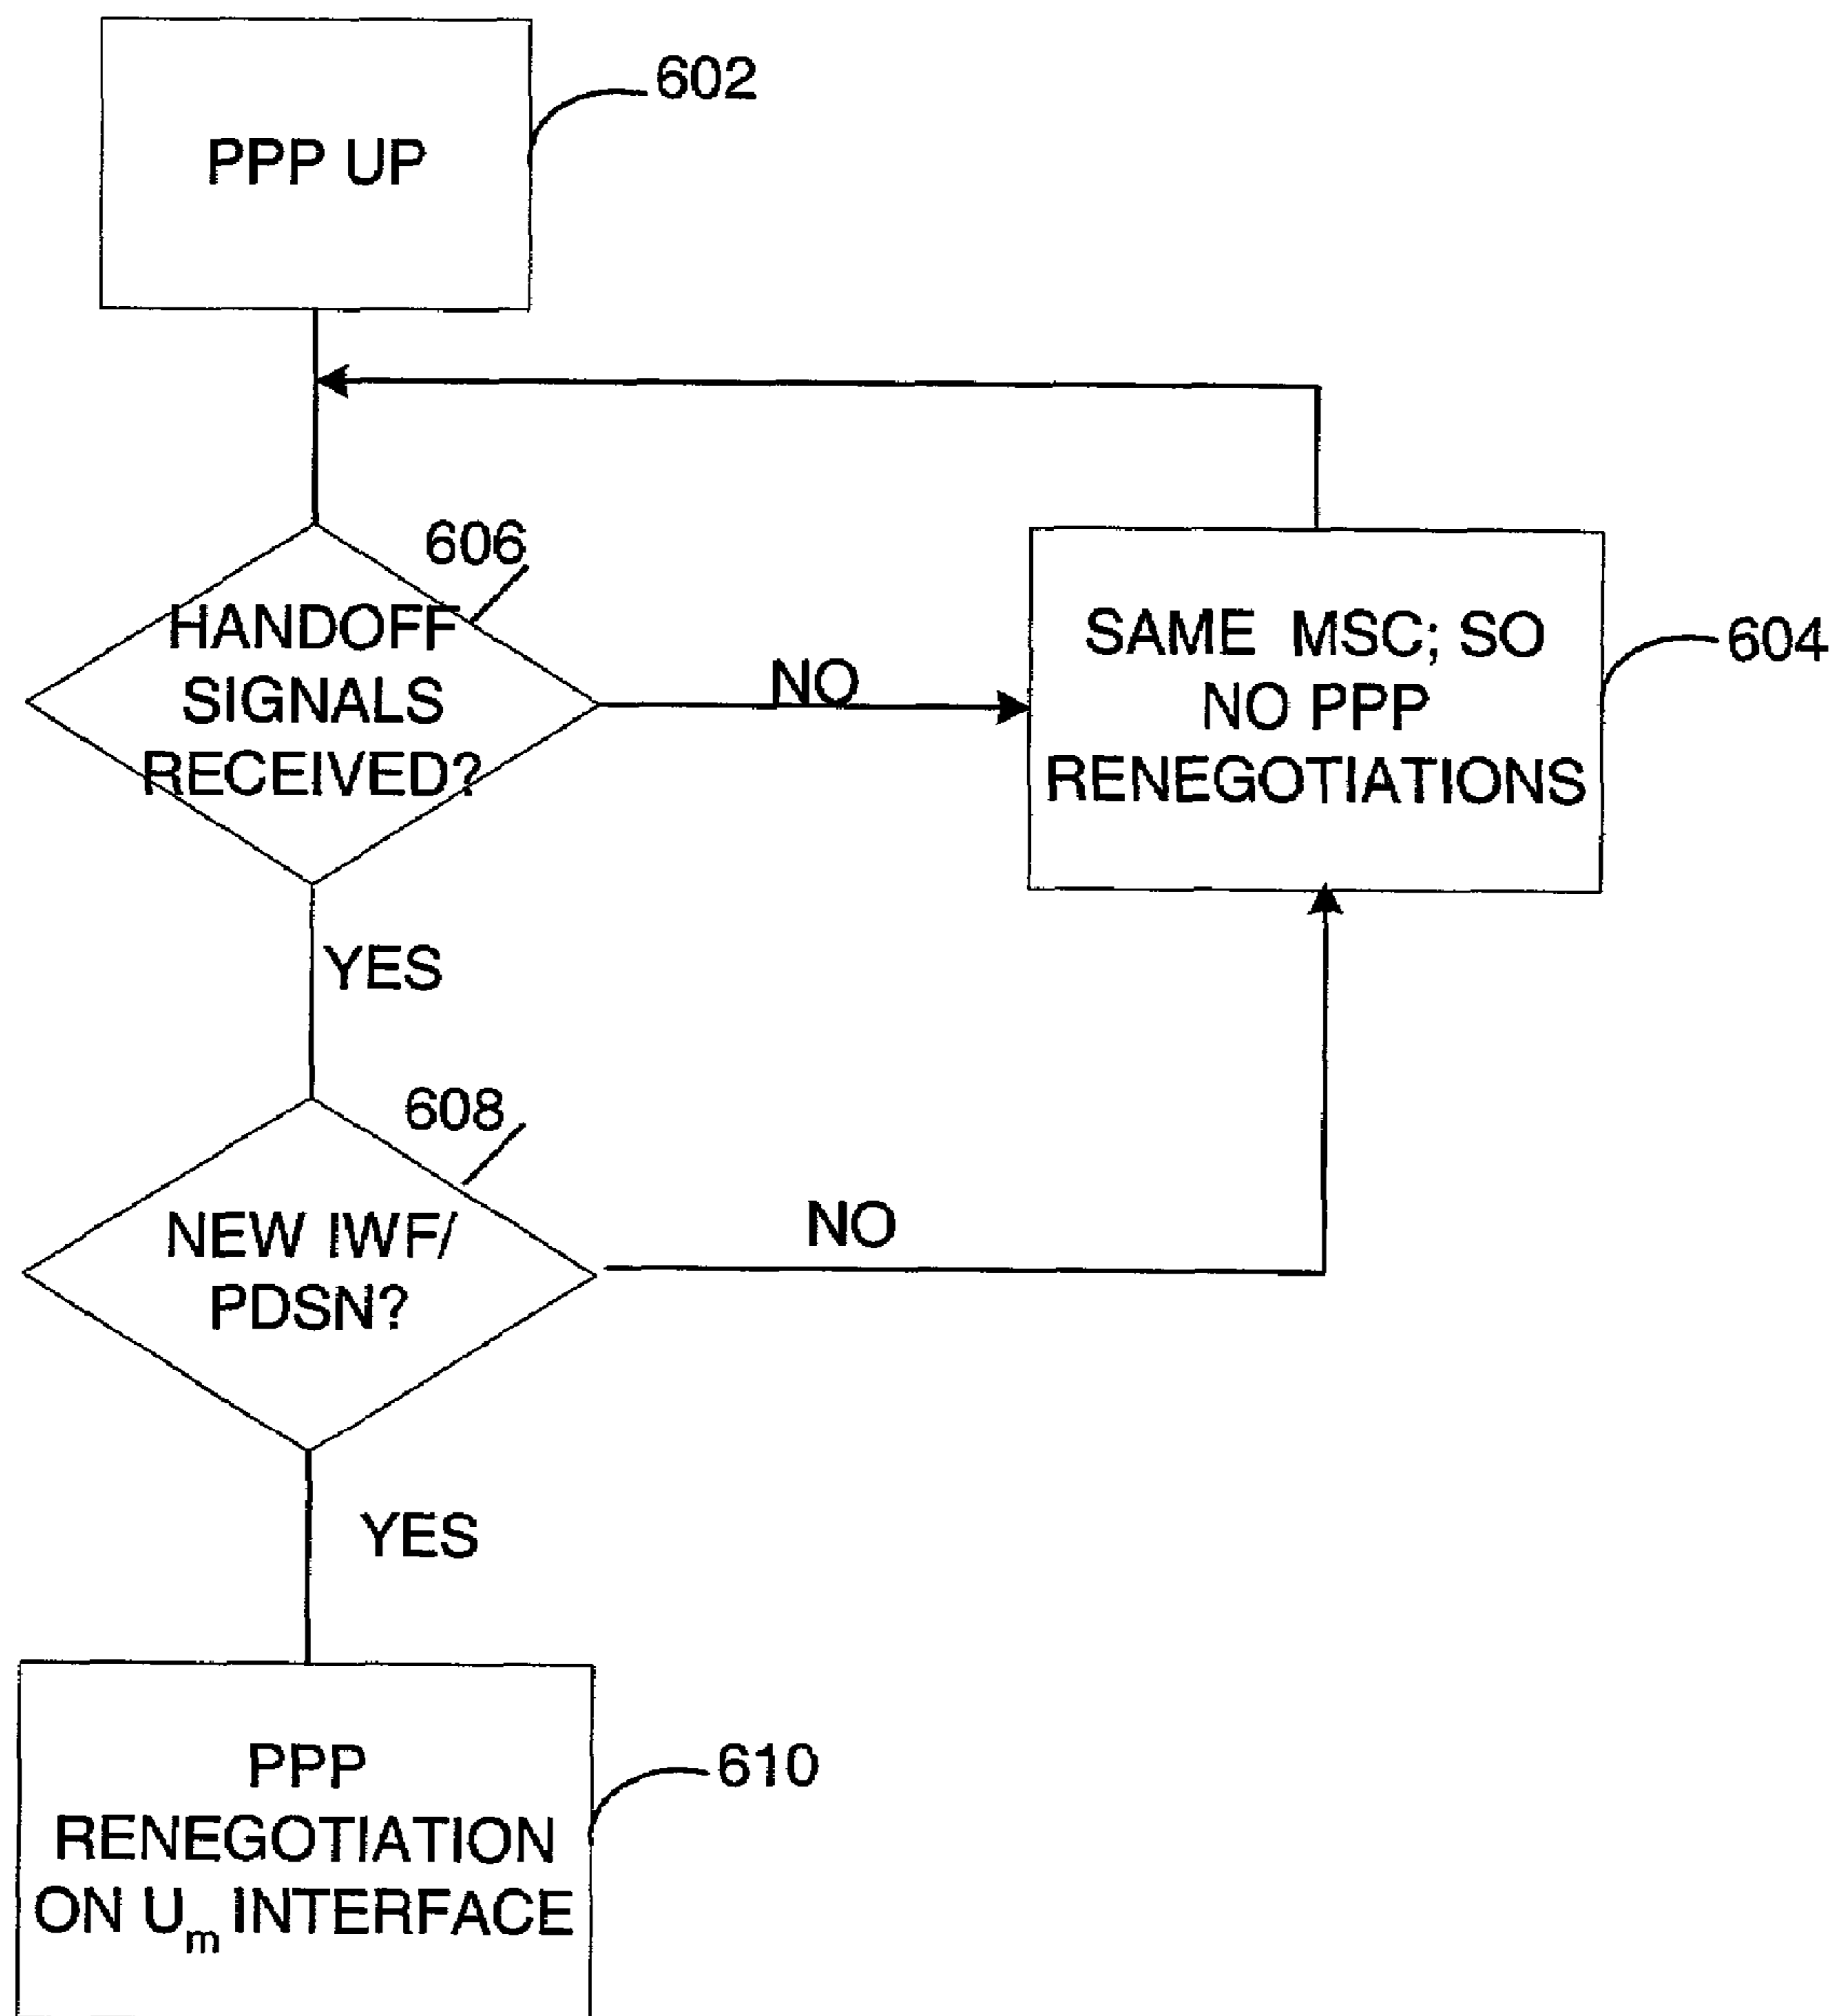 602
PPP UP
606
HANDOFF
SIGNALS
RECEIVED?
NO
SAME MSC; SO
NO PPP
RENEGOTIATIONS
604
YES
608
NEW IWF/
PDSN?
NO
YES
PPP
RENEGOTIATION
ON Um INTERFACE
610